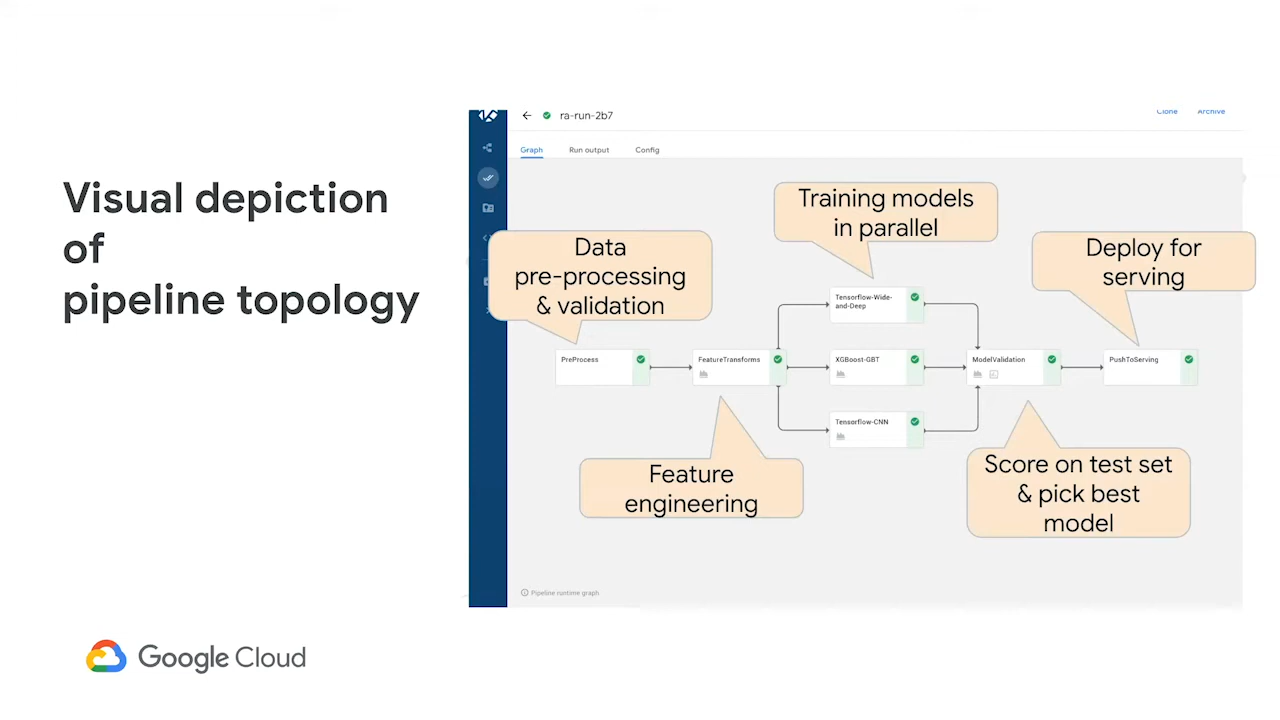 Visual depiction
of
pipeline topology
ra-run-2b7
Clone
Archive
Graph
Run output
Config
Training models
in parallel
Data
pre-processing
& validation
Deploy for
serving
Tensorflow-Wide-
and-Deep
PreProcess
FeatureTransforms
XGBoost-GBT
ModelValidation
PushToServing
Tensorflow-CNN
Feature
engineering
Score on test set
& pick best
model
Pipeline runtime graph
Google Cloud